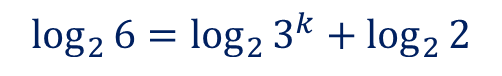 log₂ 6 = log₂ 3ᵏ + log₂ 2